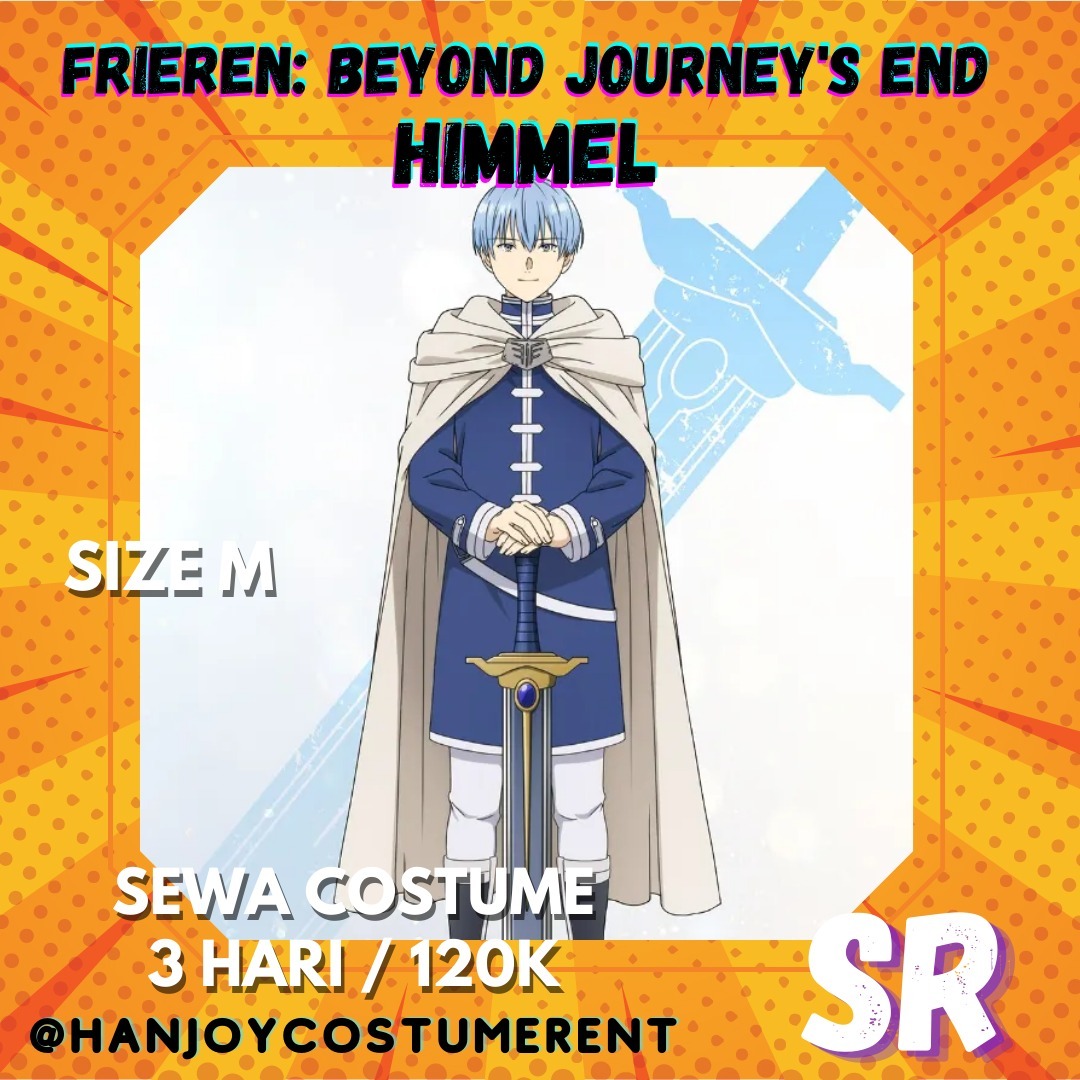 FRIEREN: BEYOND JOURNEY'S END
HIMMEL
SIZE M
SEWA COSTUME
3 HARI / 120K
@HANJOYCOSTUMERENT
SR